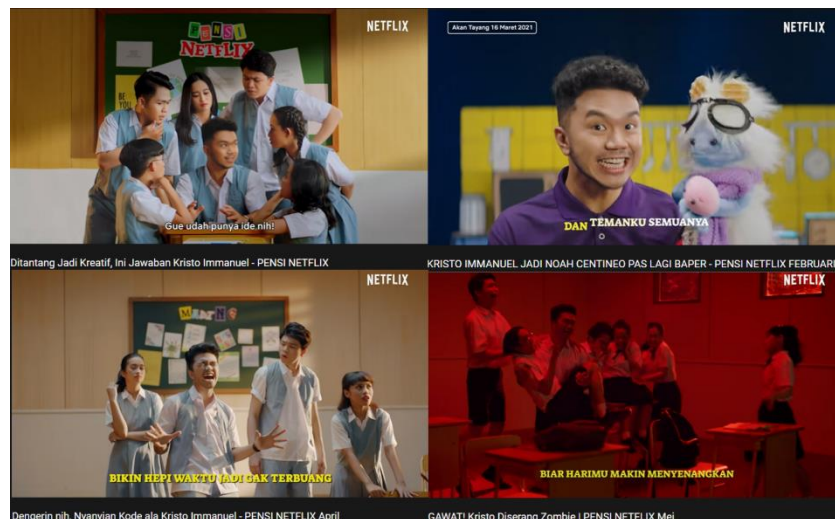 PENSI
NETFLIX
NETFLIX
BE
YOU
Gue udah punya ide nih!
Ditantang Jadi Kreatif, Ini Jawaban Kristo Immanuel - PENSI NETFLIX
Akan Tayang 16 Maret 2021
NETFLIX
DAN TEMANKU SEMUANYA
KRISTO IMMANUEL JADI NOAH CENTINEO PAS LAGI BAPER - PENSI NETFLIX FEBRUARI
NETFLIX
BIKIN HEPI WAKTU JADI GAK TERBUANG
Dengerin nih, Nyanyian Kode ala Kristo Immanuel - PENSI NETFLIX April
NETFLIX
BIAR HARIMU MAKIN MENYENANGKAN
GAWAT! Kristo Diserang Zombie | PENSI NETFLIX Mei